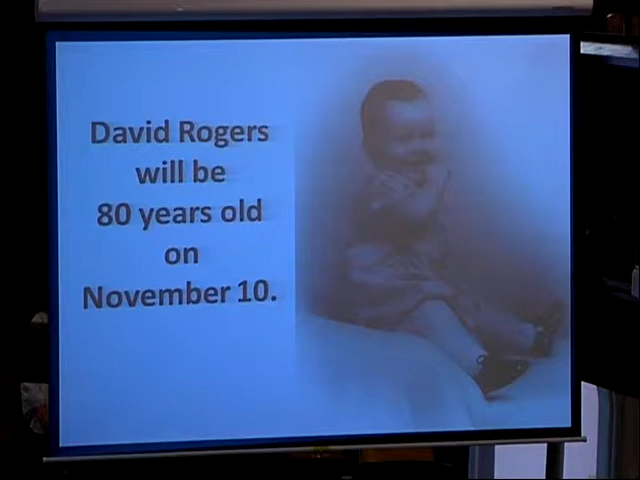 David Rogers
will be
80 years old
on
November 10.